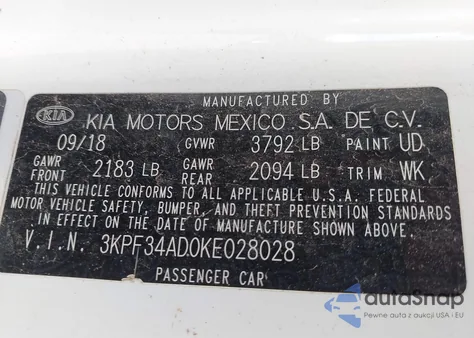 MANUFACTURED BY
KIA KIA MOTORS MEXICO S.A. DE C.V.
09/18 GVWR 3792 LB PAINT UD
GAWR FRONT 2183 LB GAWR REAR 2094 LB TRIM WK
THIS VEHICLE CONFORMS TO ALL APPLICABLE U.S.A. FEDERAL
MOTOR VEHICLE SAFETY, BUMPER, AND THEFT PREVENTION STANDARDS
IN EFFECT ON THE DATE OF MANUFACTURE SHOWN ABOVE.
V.I.N. 3KPF34AD0KE028028
PASSENGER CAR
autoSnap
Pewne auta z aukcji USA i EU